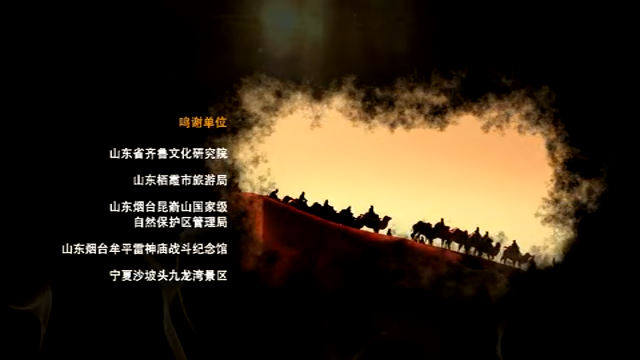 鸣谢单位
山东省齐鲁文化研究院
山东栖霞市旅游局
山东烟台昆嵛山国家级
自然保护区管理局
山东烟台牟平雷神庙战斗纪念馆
宁夏沙坡头九龙湾景区